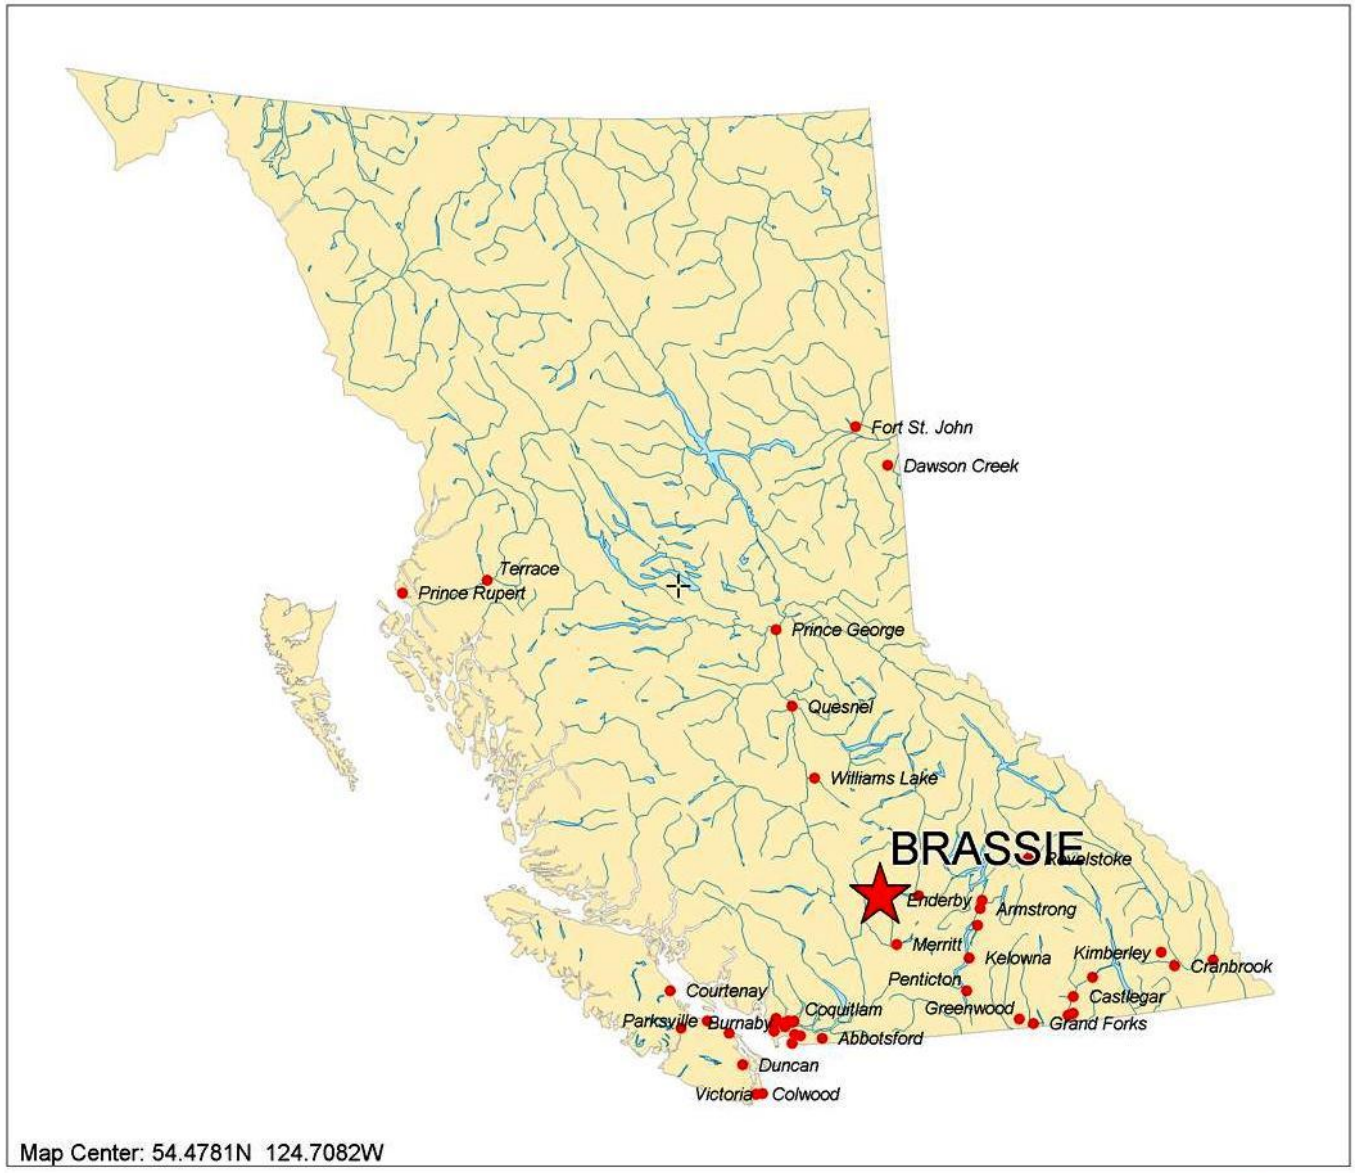 Fort St. John
Dawson Creek
Terrace
Prince Rupert
Prince George
Quesnel
Williams Lake
BRASSIE
Revelstoke
Enderby
Armstrong
Merritt
Kelowna
Kimberley
Cranbrook
Penticton
Courtenay
Castlegar
Greenwood
Coquitlam
Parksville
Burnaby
Grand Forks
Abbotsford
Duncan
Victoria
Colwood
Map Center: 54.4781N 124.7082W